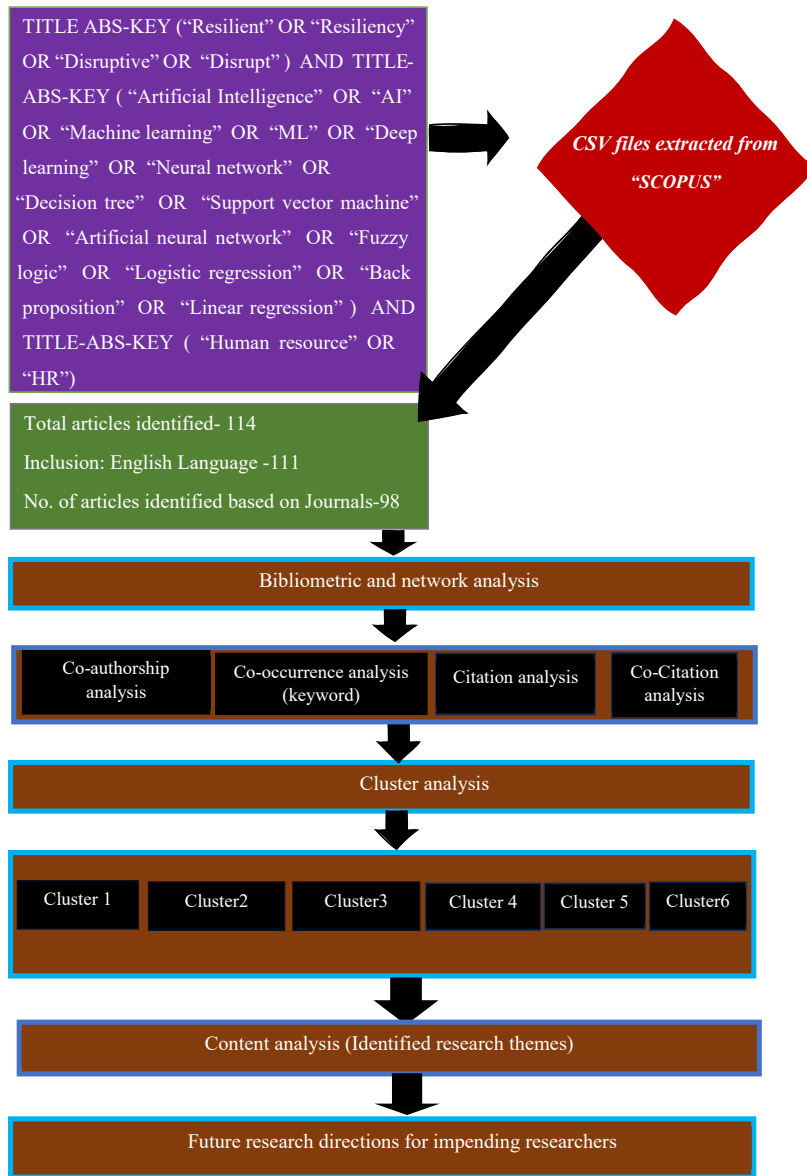 TITLE ABS-KEY (“Resilient” OR “Resiliency”
OR “Disruptive” OR “Disrupt” ) AND TITLE-
ABS-KEY ( “Artificial Intelligence” OR “AI”
OR “Machine learning” OR “ML” OR “Deep
learning” OR “Neural network” OR
“Decision tree” OR “Support vector machine”
OR “Artificial neural network” OR “Fuzzy
logic” OR “Logistic regression” OR “Back
proposition” OR “Linear regression” ) AND
TITLE-ABS-KEY ( “Human resource” OR
“HR”)
CSV files extracted from
“SCOPUS”
Total articles identified- 114
Inclusion: English Language -111
No. of articles identified based on Journals-98
Bibliometric and network analysis
Co-authorship
analysis
Co-occurrence analysis
(keyword)
Citation analysis
Co-Citation
analysis
Cluster analysis
Cluster 1
Cluster2
Cluster3
Cluster 4
Cluster 5
Cluster6
Content analysis (Identified research themes)
Future research directions for impending researchers